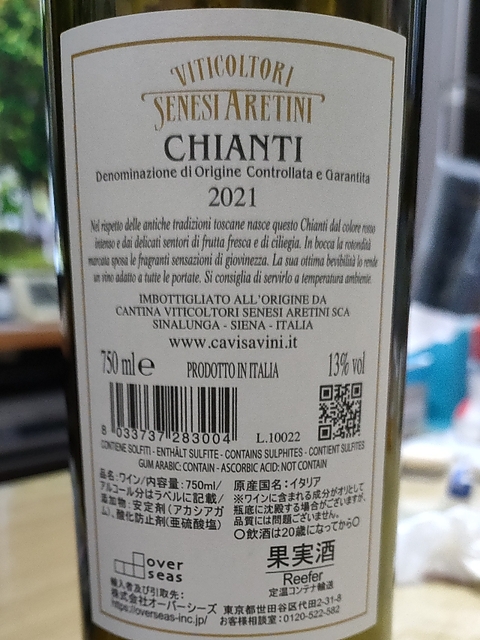 VITICOLTORI
SENESI ARETINI
CHIANTI
Denominazione di Origine Controllata e Garantita
2021
Nel rispetto delle antiche tradizioni toscane nasce questo Chianti dal colore rosso
intenso e dai delicati sentori di frutta fresca e di ciliegia. In bocca la rotondità
marcata sposa le fragranti sensazioni di giovinezza. La sua ottima bevibilità lo rende
un vino adatto a tutte le portate. Si consiglia di servirlo a temperatura ambiente.
IMBOTTIGLIATO ALL'ORIGINE DA
CANTINA VITICOLTORI SENESI ARETINI SCA
SINALUNGA - SIENA - ITALIA
www.cavisavini.it
750 ml e PRODOTTO IN ITALIA 13% vol
8 033737 283004 L.10022
CONTIENE SOLFITI - ENTHÄLT SULFITE - CONTAINS SULPHITES - CONTIENT SULFITES
GUM ARABIC: CONTAIN - ASCORBIC ACID: NOT CONTAIN
品名:ワイン/内容量:750ml/
アルコール分はラベルに記載/
添加物:安定剤(アカシアガ
ム)、酸化防止剤(亜硫酸塩)
原産国名:イタリア
※ワインに含まれる成分がオリとして
瓶底に沈殿する場合がございますが、
品質には問題ございません。
〇飲酒は20歳になってから〇
over
seas
果実酒
Reefer
定温コンテナ輸送
輸入者及び引取先:
株式会社オーバーシーズ 東京都世田谷区代田2-31-8
https://overseas-inc.jp/ お客様相談室:0120-522-582